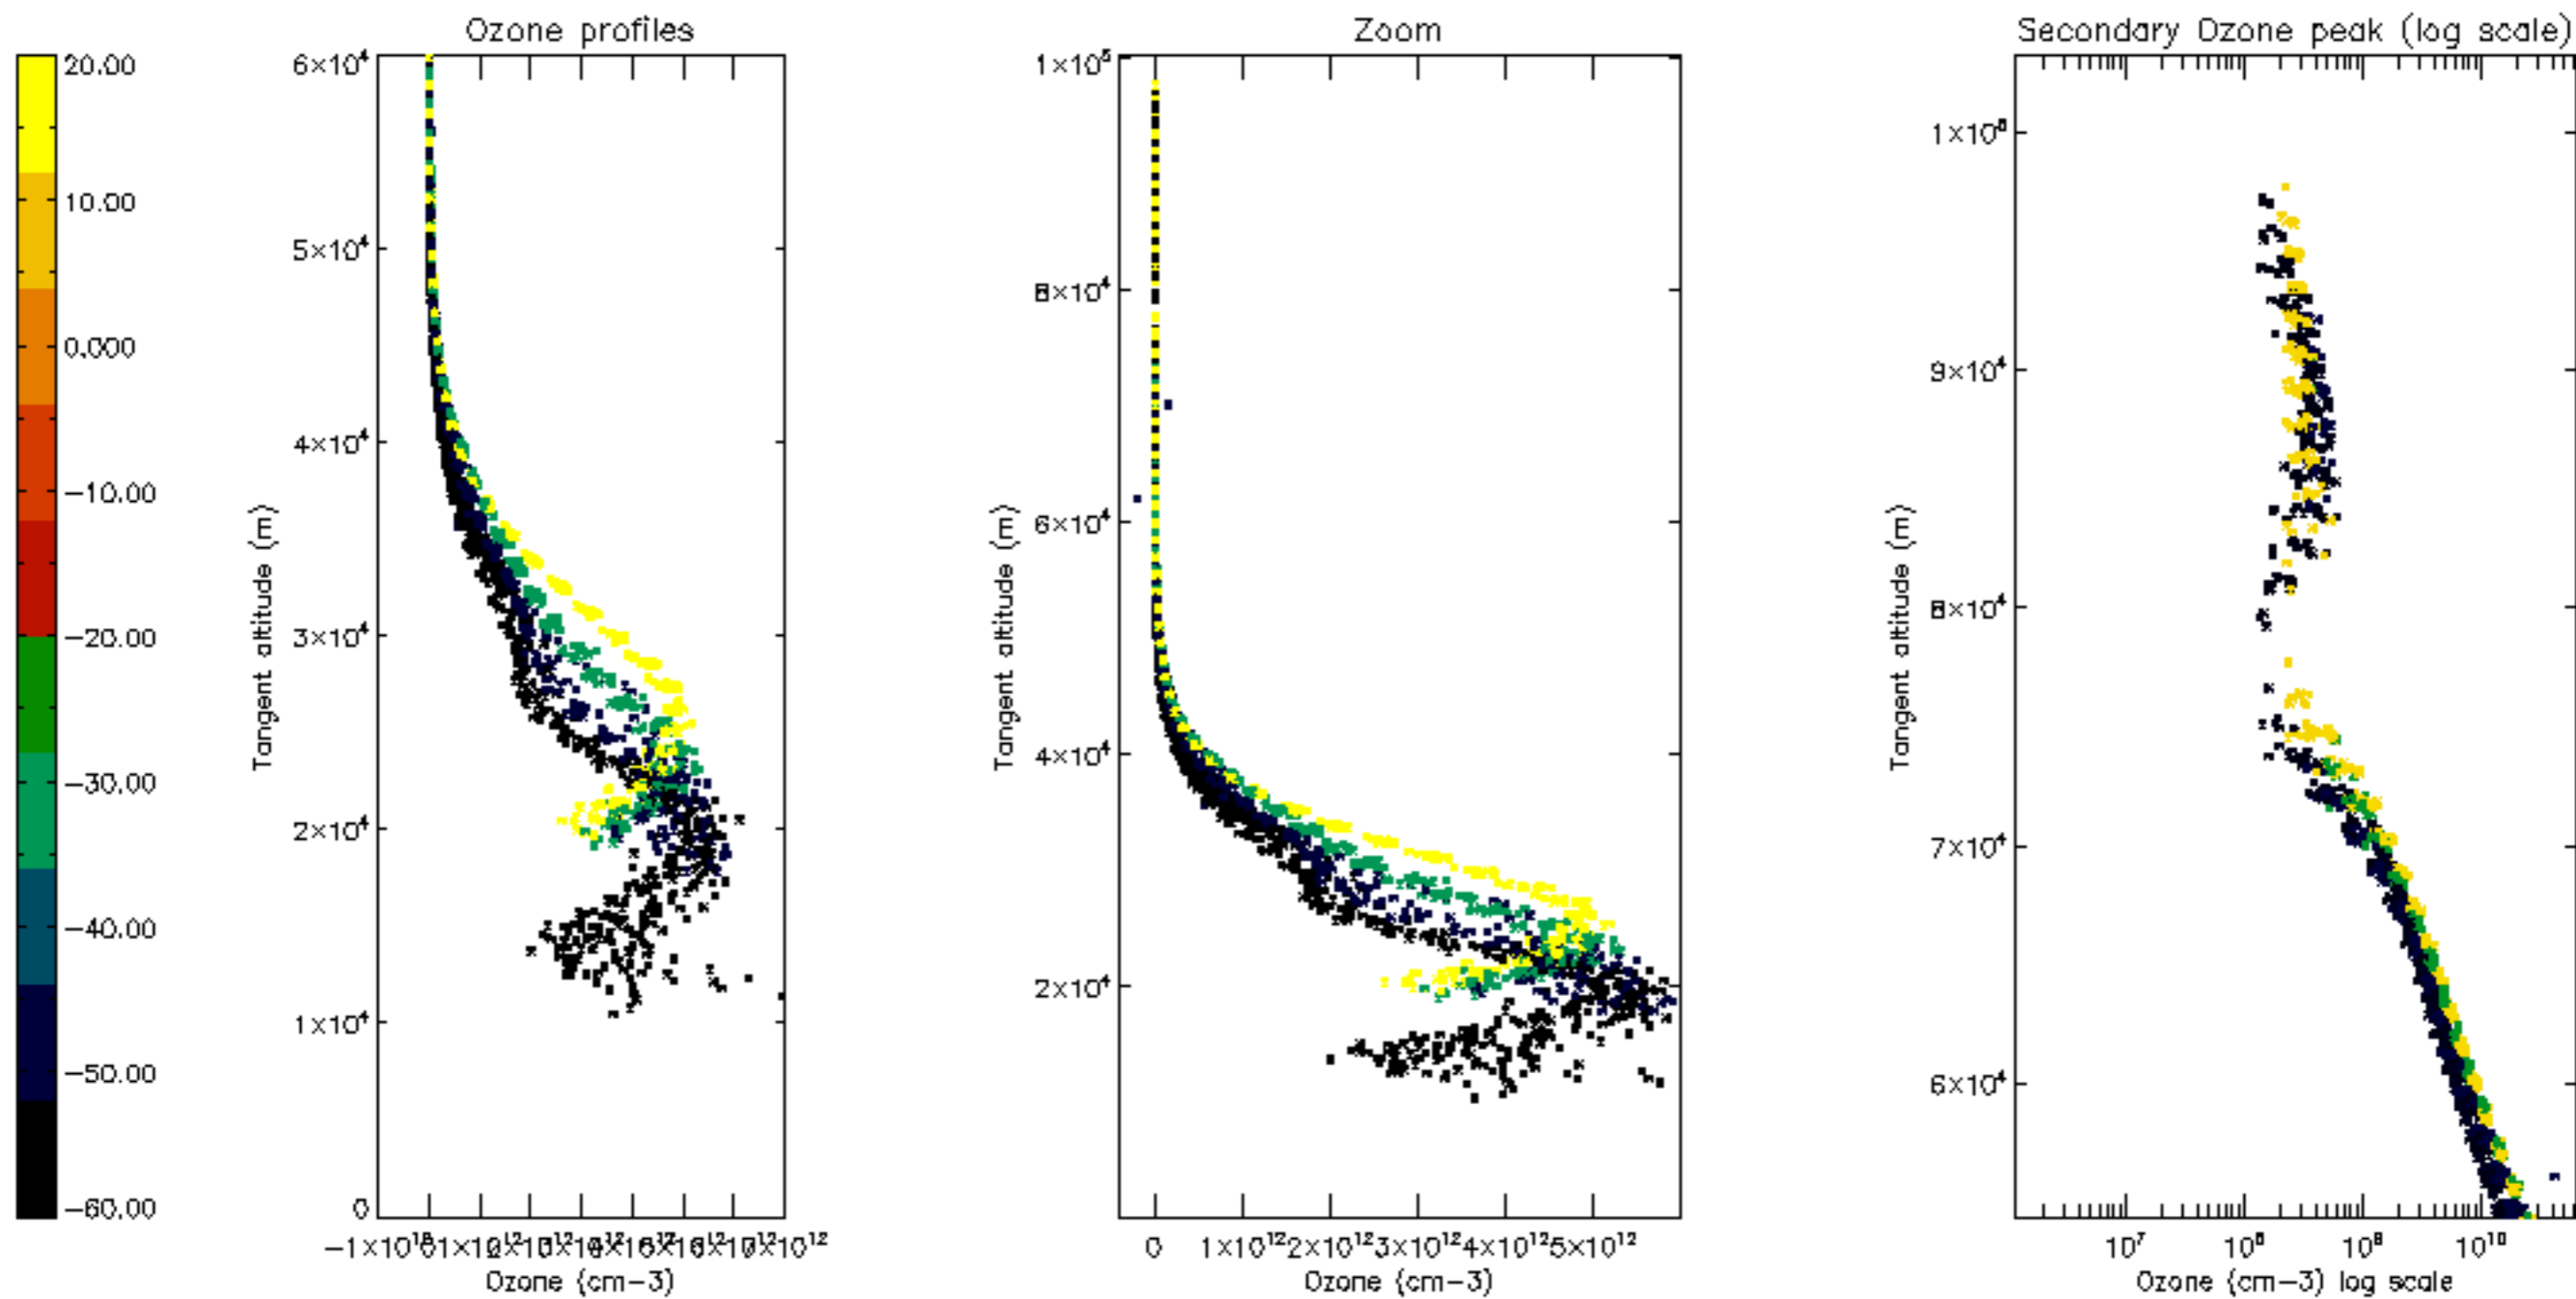 Ozone profiles
Zoom
Secondary Ozone peak (log scale)
20.00
10.00
0.000
−10.00
−20.00
−30.00
−40.00
−50.00
−60.00
6×10⁴
5×10⁴
4×10⁴
3×10⁴
2×10⁴
1×10⁴
0
Tangent altitude (m)
Ozone (cm−3)
1×10⁵
8×10⁴
6×10⁴
4×10⁴
2×10⁴
Tangent altitude (m)
0 1×10¹² 2×10¹² 3×10¹² 4×10¹² 5×10¹²
Ozone (cm−3)
9×10⁴
8×10⁴
7×10⁴
6×10⁴
Tangent altitude (m)
10⁷ 10⁸ 10⁹ 10¹⁰
Ozone (cm−3) log scale